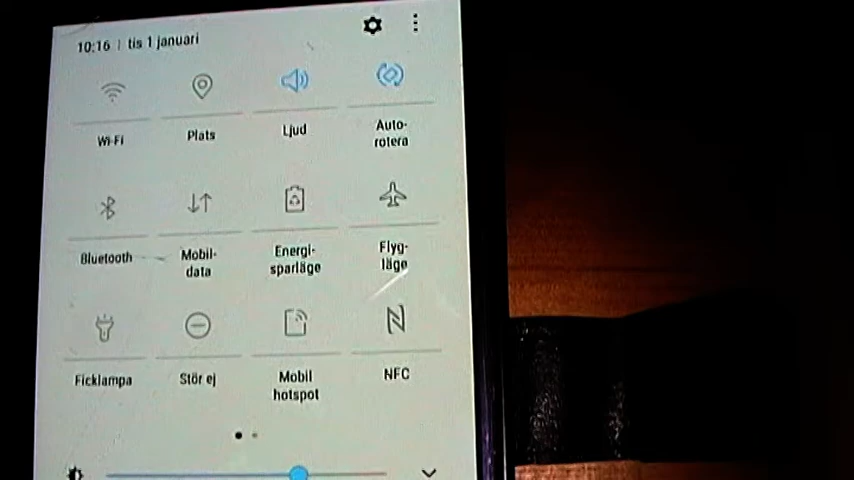 10:16 | tis 1 januari
Wi-Fi
Plats
Ljud
Auto-
rotera
Bluetooth
Mobil-
data
Energi-
sparläge
Flyg-
läge
Ficklampa
Stör ej
Mobil
hotspot
NFC